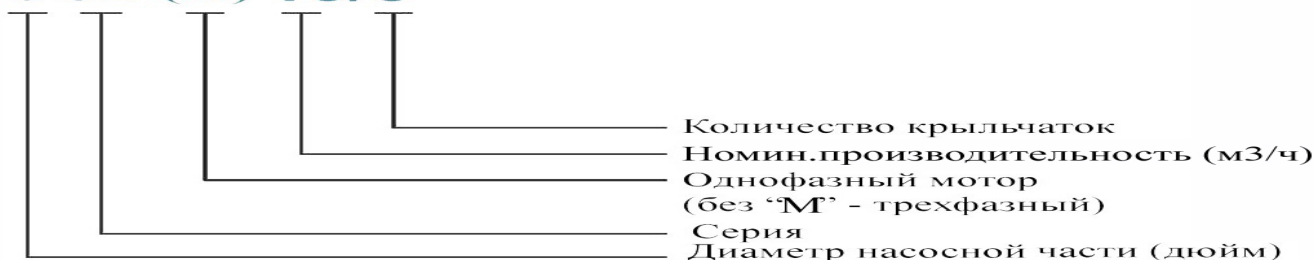 Количество крыльчаток
Номин.производительность (м3/ч)
Однофазный мотор
(без “М” - трехфазный)
Серия
Диаметр насосной части (дюйм)